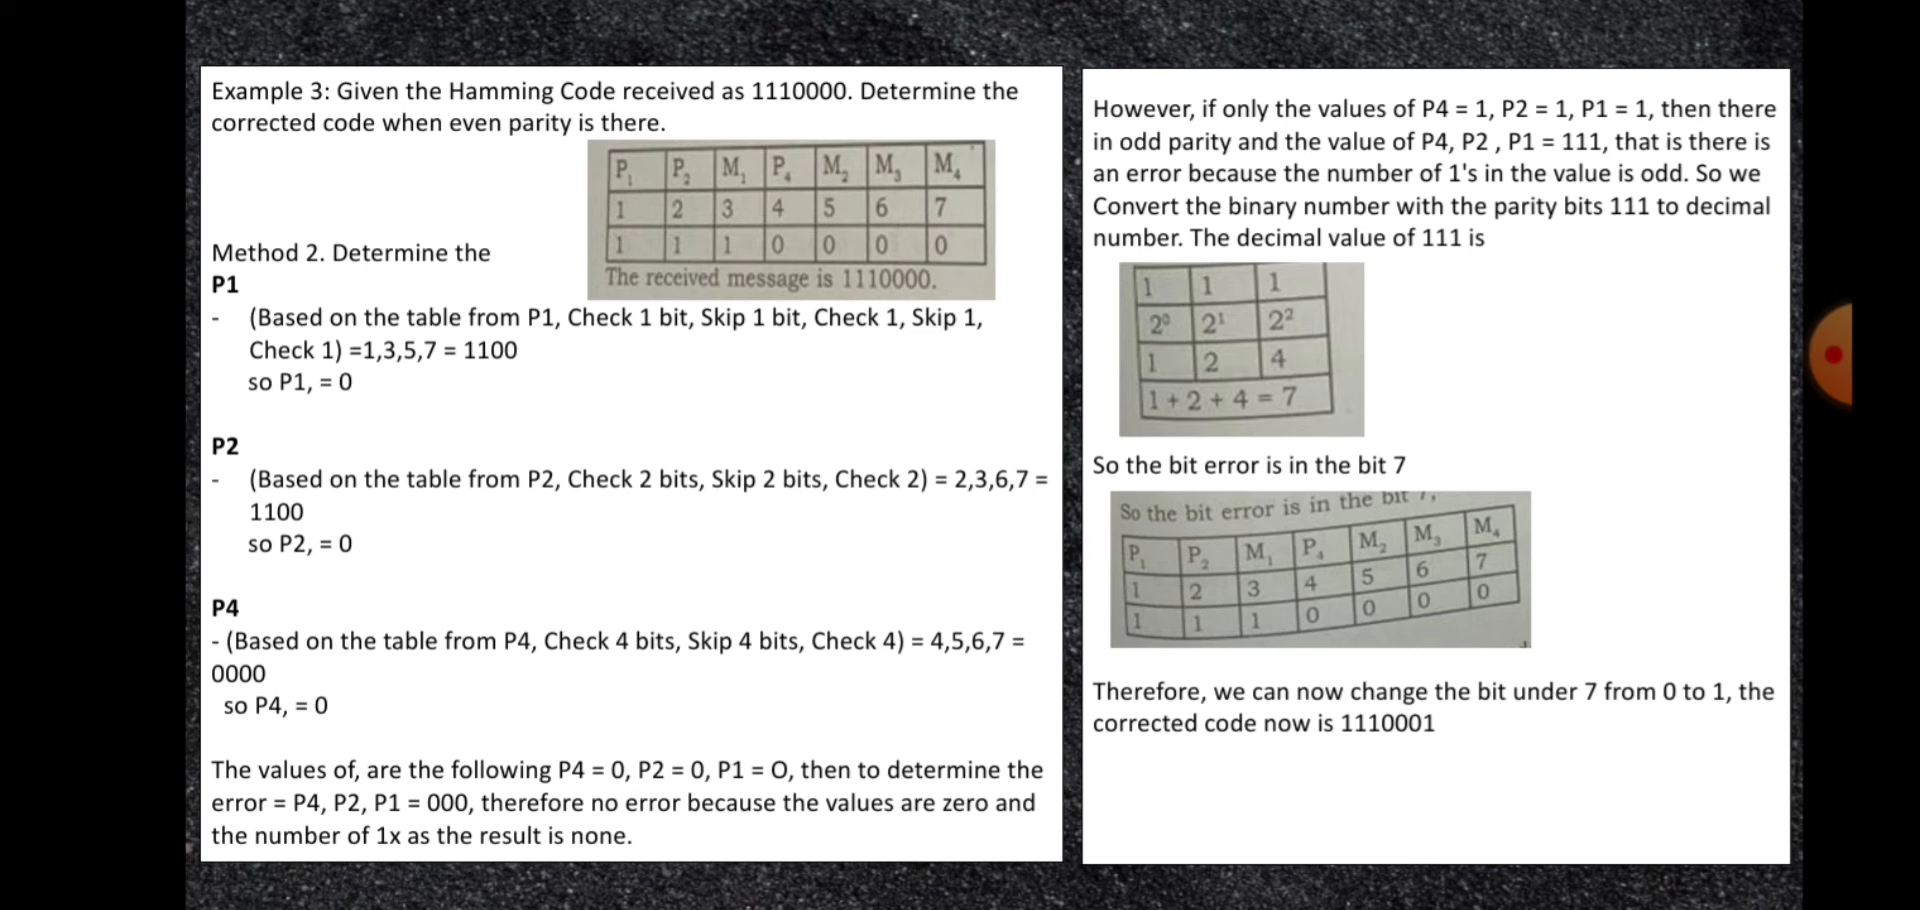 Example 3: Given the Hamming Code received as 1110000. Determine the
corrected code when even parity is there.
P₁ P₂ M₁ P₄ M₂ M₃ M₄
1 2 3 4 5 6 7
1 1 1 0 0 0 0
The received message is 1110000.
Method 2. Determine the
P1
- (Based on the table from P1, Check 1 bit, Skip 1 bit, Check 1, Skip 1,
Check 1) =1,3,5,7 = 1100
so P1, = 0
P2
- (Based on the table from P2, Check 2 bits, Skip 2 bits, Check 2) = 2,3,6,7 =
1100
so P2, = 0
P4
- (Based on the table from P4, Check 4 bits, Skip 4 bits, Check 4) = 4,5,6,7 =
0000
so P4, = 0
The values of, are the following P4 = 0, P2 = 0, P1 = O, then to determine the
error = P4, P2, P1 = 000, therefore no error because the values are zero and
the number of 1x as the result is none.
However, if only the values of P4 = 1, P2 = 1, P1 = 1, then there
in odd parity and the value of P4, P2 , P1 = 111, that is there is
an error because the number of 1's in the value is odd. So we
Convert the binary number with the parity bits 111 to decimal
number. The decimal value of 111 is
1 1 1
2⁰ 2¹ 2²
1 2 4
1 + 2 + 4 = 7
So the bit error is in the bit 7
So the bit error is in the bit 7,
P₁ P₂ M₁ P₄ M₂ M₃ M₄
1 2 3 4 5 6 7
1 1 1 0 0 0 0
Therefore, we can now change the bit under 7 from 0 to 1, the
corrected code now is 1110001